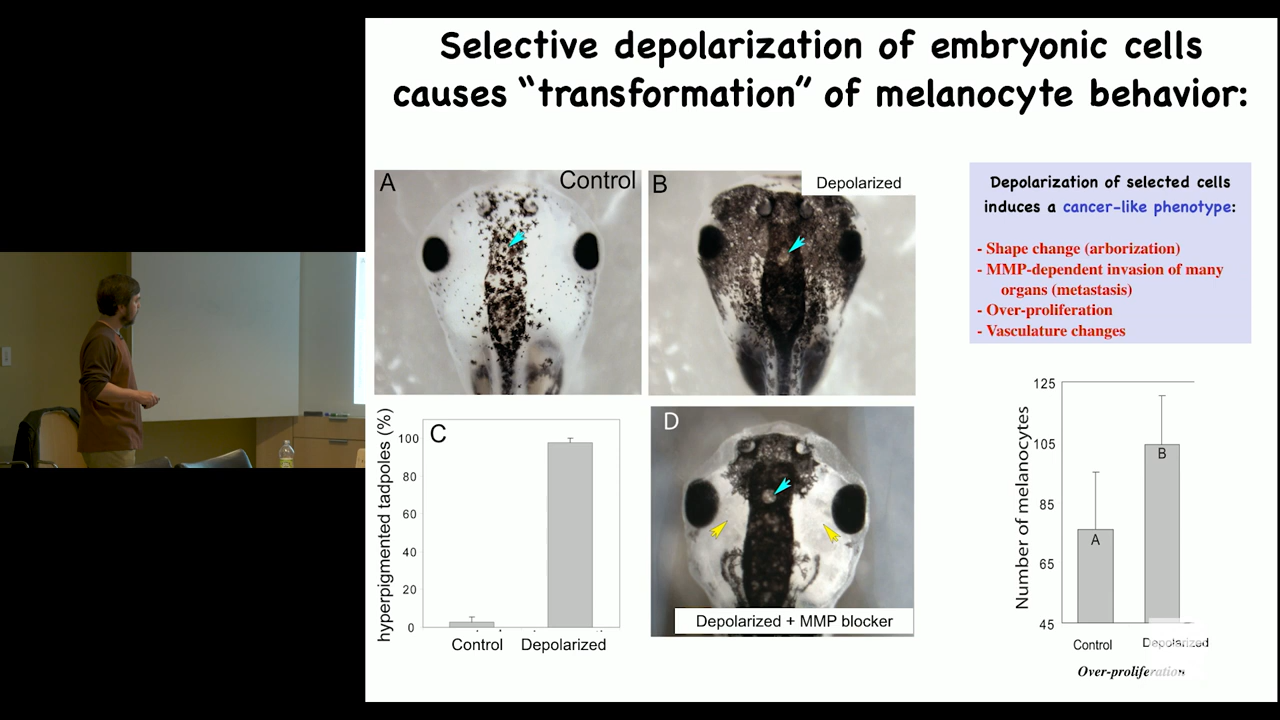 Selective depolarization of embryonic cells
causes “transformation” of melanocyte behavior:
A
Control
B
Depolarized
Depolarization of selected cells
induces a cancer-like phenotype:
- Shape change (arborization)
- MMP-dependent invasion of many
organs (metastasis)
- Over-proliferation
- Vasculature changes
hyperpigmented tadpoles (%)
C
100
80
60
40
20
0
Control
Depolarized
D
Depolarized + MMP blocker
Number of melanocytes
125
105
85
65
45
A
B
Control
Depolarized
Over-proliferation